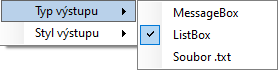 Typ výstupu
Styl výstupu
MessageBox
ListBox
Soubor .txt